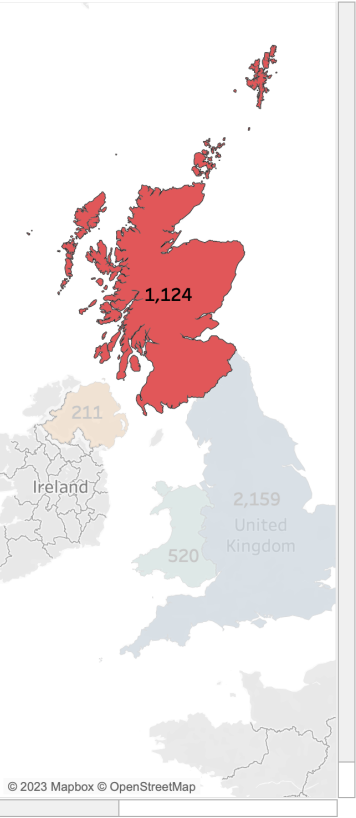 1,124
211
Ireland
2,159
United
Kingdom
520
© 2023 Mapbox © OpenStreetMap